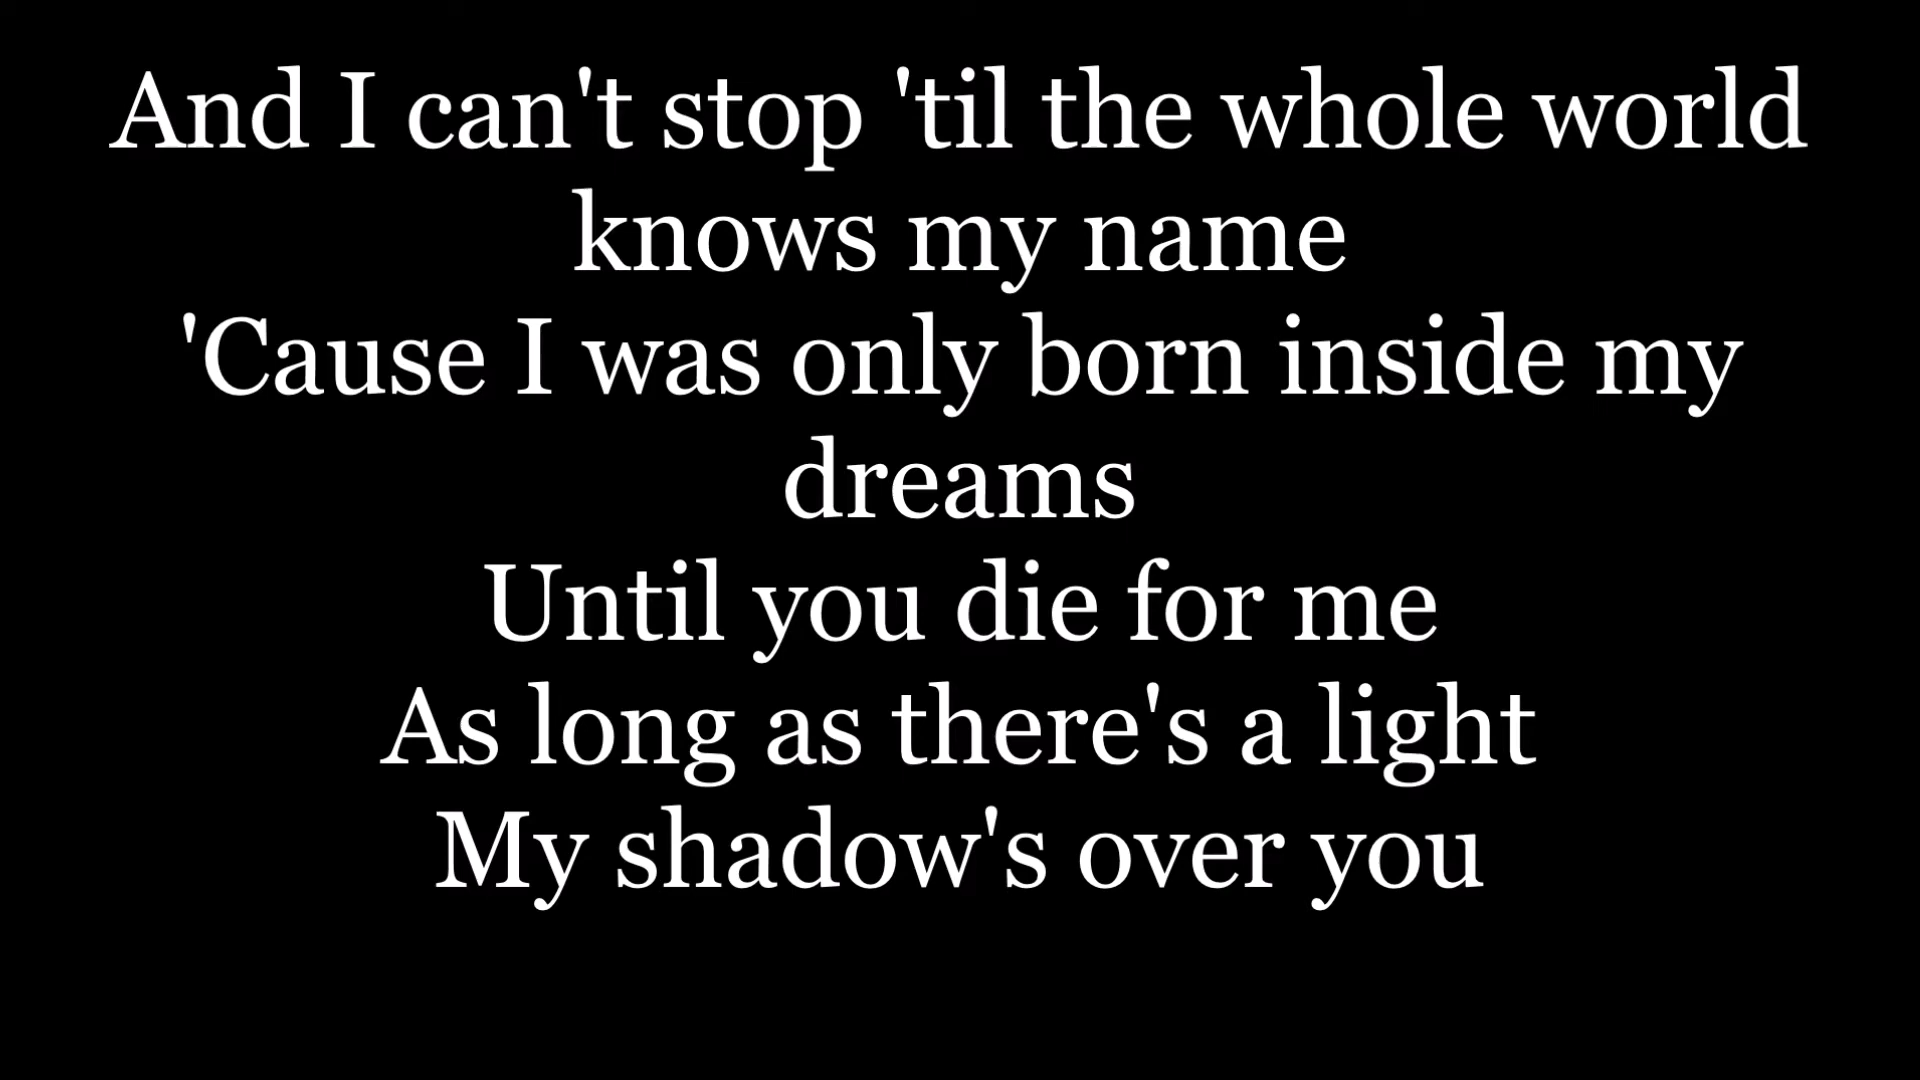 And I can't stop 'til the whole world
knows my name
'Cause I was only born inside my
dreams
Until you die for me
As long as there's a light
My shadow's over you